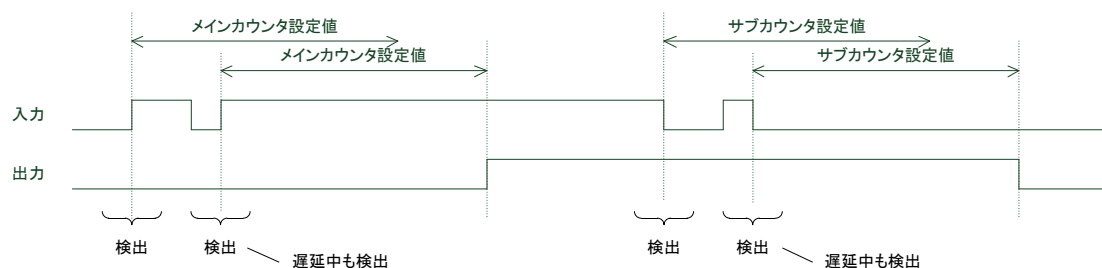 メインカウンタ設定値
サブカウンタ設定値
メインカウンタ設定値
サブカウンタ設定値
入力
出力
検出
検出
遅延中も検出
検出
検出
遅延中も検出